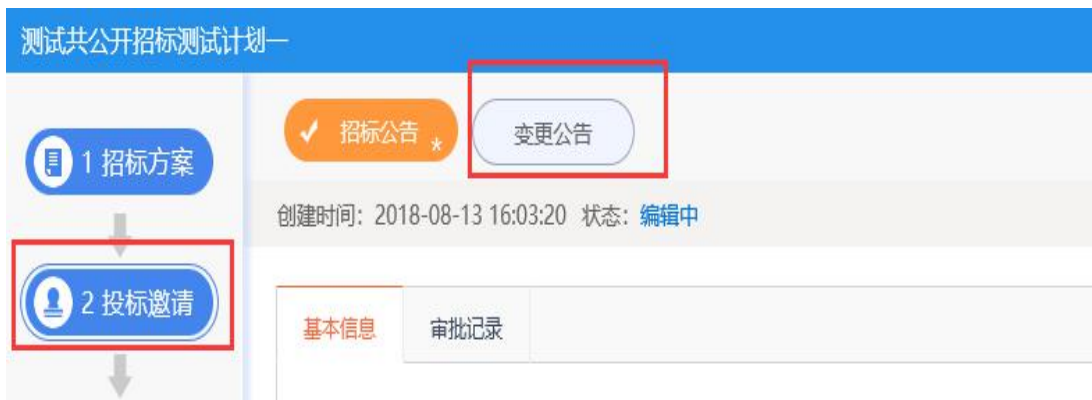 测试共公开招标测试计划一
招标公告 * 变更公告
1 招标方案
创建时间：2018-08-13 16:03:20 状态：编辑中
2 投标邀请
基本信息 审批记录